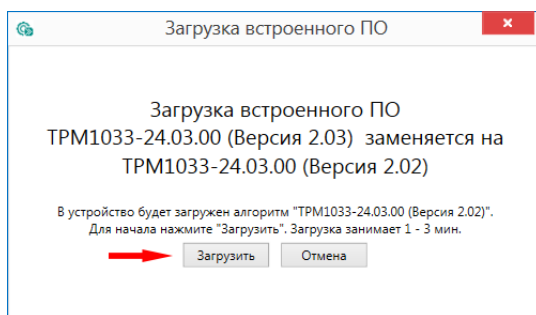 Загрузка встроенного ПО
Загрузка встроенного ПО
ТРМ1033-24.03.00 (Версия 2.03) заменяется на
ТРМ1033-24.03.00 (Версия 2.02)
В устройство будет загружен алгоритм "ТРМ1033-24.03.00 (Версия 2.02)".
Для начала нажмите "Загрузить". Загрузка занимает 1 - 3 мин.
Загрузить Отмена